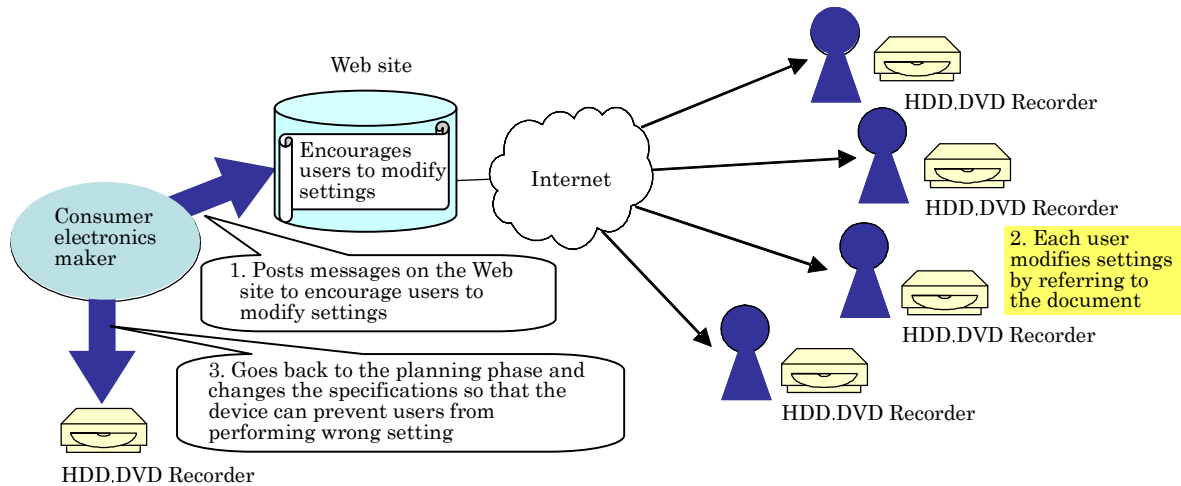 Web site
Encourages
users to modify
settings
Internet
HDD.DVD Recorder
HDD.DVD Recorder
Consumer
electronics
maker
1. Posts messages on the Web
site to encourage users to
modify settings
2. Each user
modifies settings
by referring to
the document
HDD.DVD Recorder
3. Goes back to the planning phase and
changes the specifications so that the
device can prevent users from
performing wrong setting
HDD.DVD Recorder
HDD.DVD Recorder